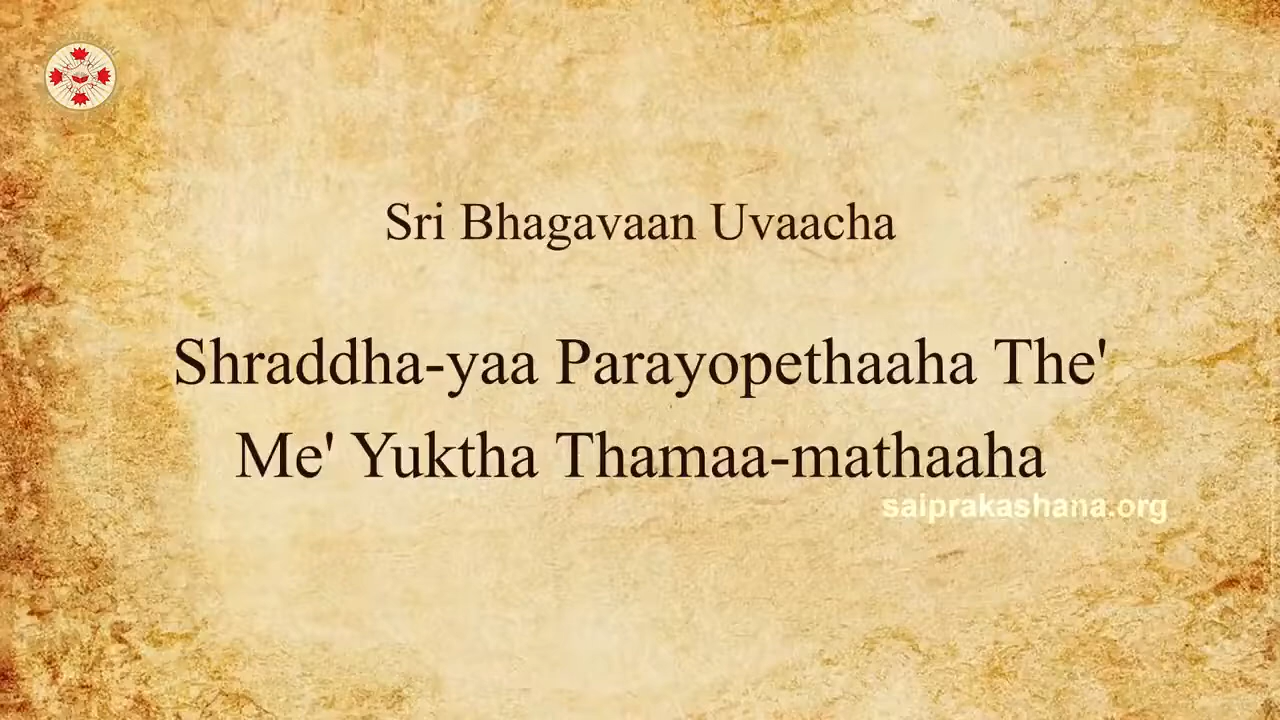 Sri Bhagavaan Uvaacha
Shraddha-yaa Parayopethaaha The'
Me' Yuktha Thamaa-mathaaha
saiprakashana.org